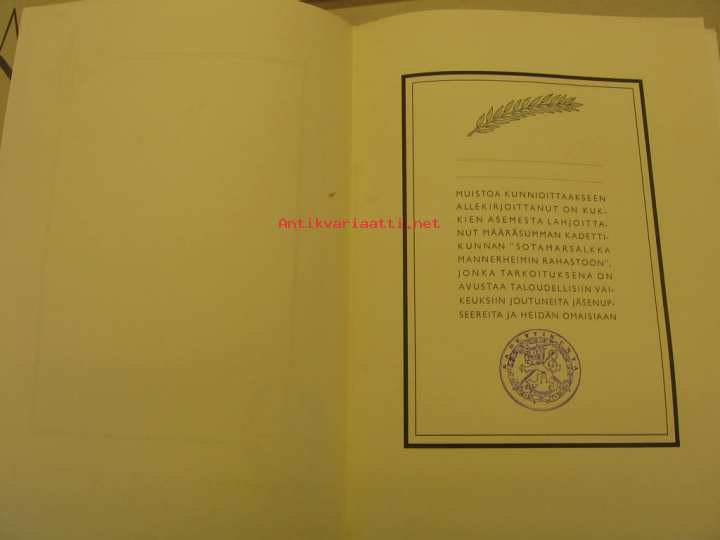 MUISTOA KUNNIOITTAAKSEEN
ALLEKIRJOITTANUT ON KUK-
KIEN ASEMESTA LAHJOITTA-
NUT MÄÄRÄSUMMAN KADETTI-
KUNNAN "SOTAMARSALKKA
MANNERHEIMIN RAHASTOON",
JONKA TARKOITUKSENA ON
AVUSTAA TALOUDELLISIIN VAI-
KEUKSIIN JOUTUNEITA JÄSENUP-
SEEREITA JA HEIDÄN OMAISIAAN
KADETTIKUNTA
Antikvariaatti.net